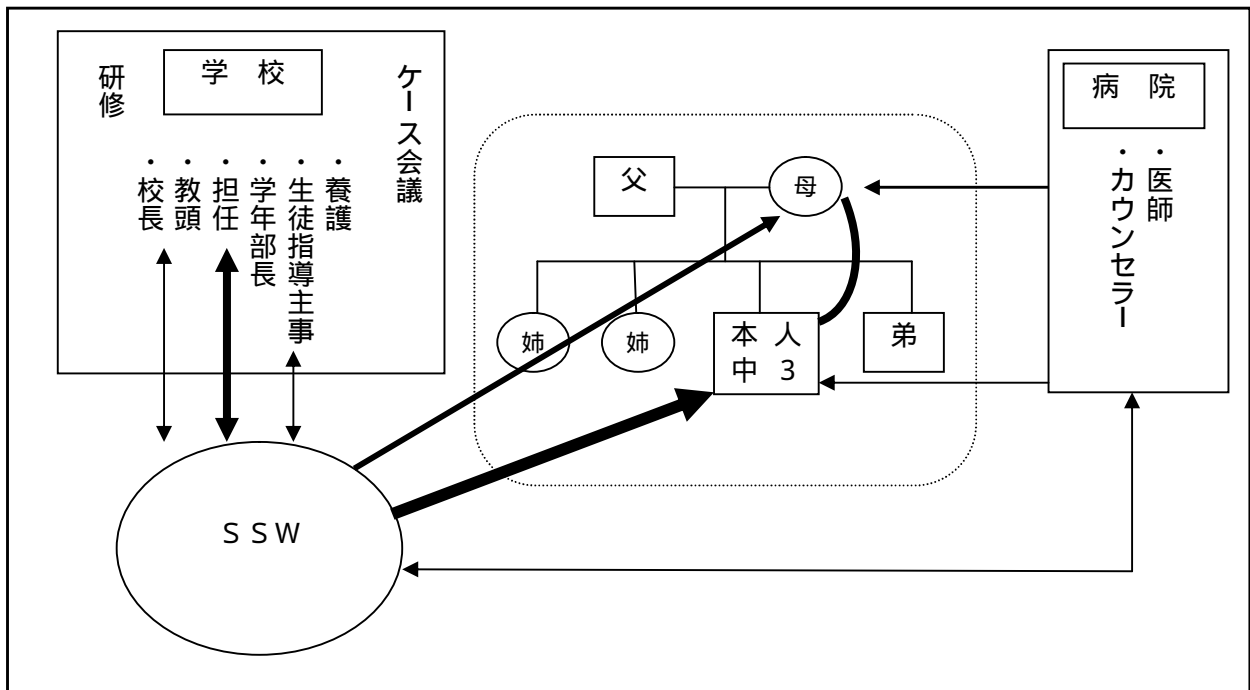 ケース会議
学 校
研修
・養護
・生徒指導主事
・学年部長
・担任
・教頭
・校長
病 院
・医師
・カウンセラー
父
母
姉
姉
本 人
中 3
弟
SSW